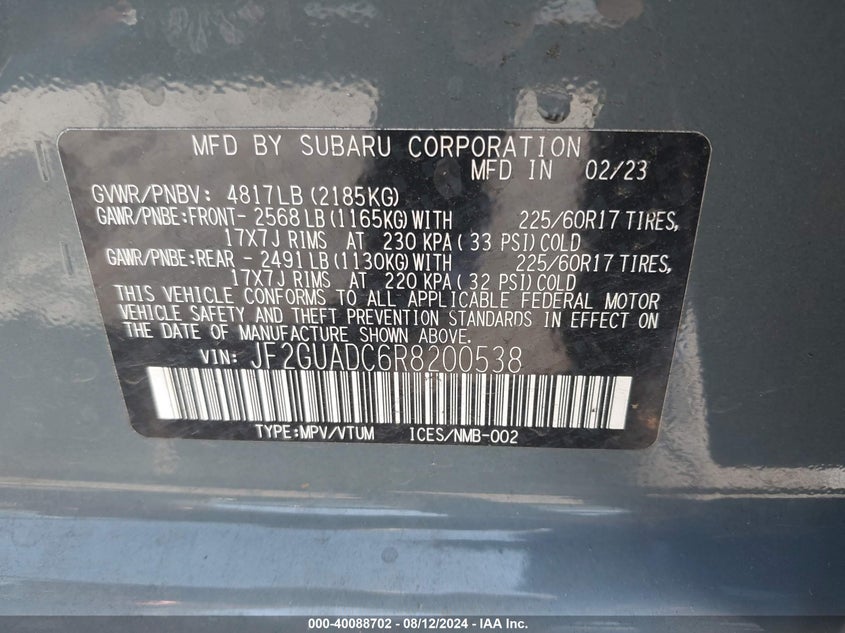 MFD BY SUBARU CORPORATION
MFD IN 02/23
GVWR/PNBV: 4817LB (2185KG)
GAWR/PNBE:FRONT- 2568 LB (1165KG) WITH 225/60R17 TIRES,
17X7J RIMS AT 230 KPA ( 33 PSI) COLD
GAWR/PNBE:REAR - 2491 LB (1130KG) WITH 225/60R17 TIRES,
17X7J RIMS AT 220 KPA ( 32 PSI) COLD
THIS VEHICLE CONFORMS TO ALL APPLICABLE FEDERAL MOTOR
VEHICLE SAFETY AND THEFT PREVENTION STANDARDS IN EFFECT ON
THE DATE OF MANUFACTURE SHOWN ABOVE.
VIN: JF2GUADC6R8200538
TYPE:MPV/VTUM ICES/NMB-002
000-40088702 - 08/12/2024 - IAA Inc.